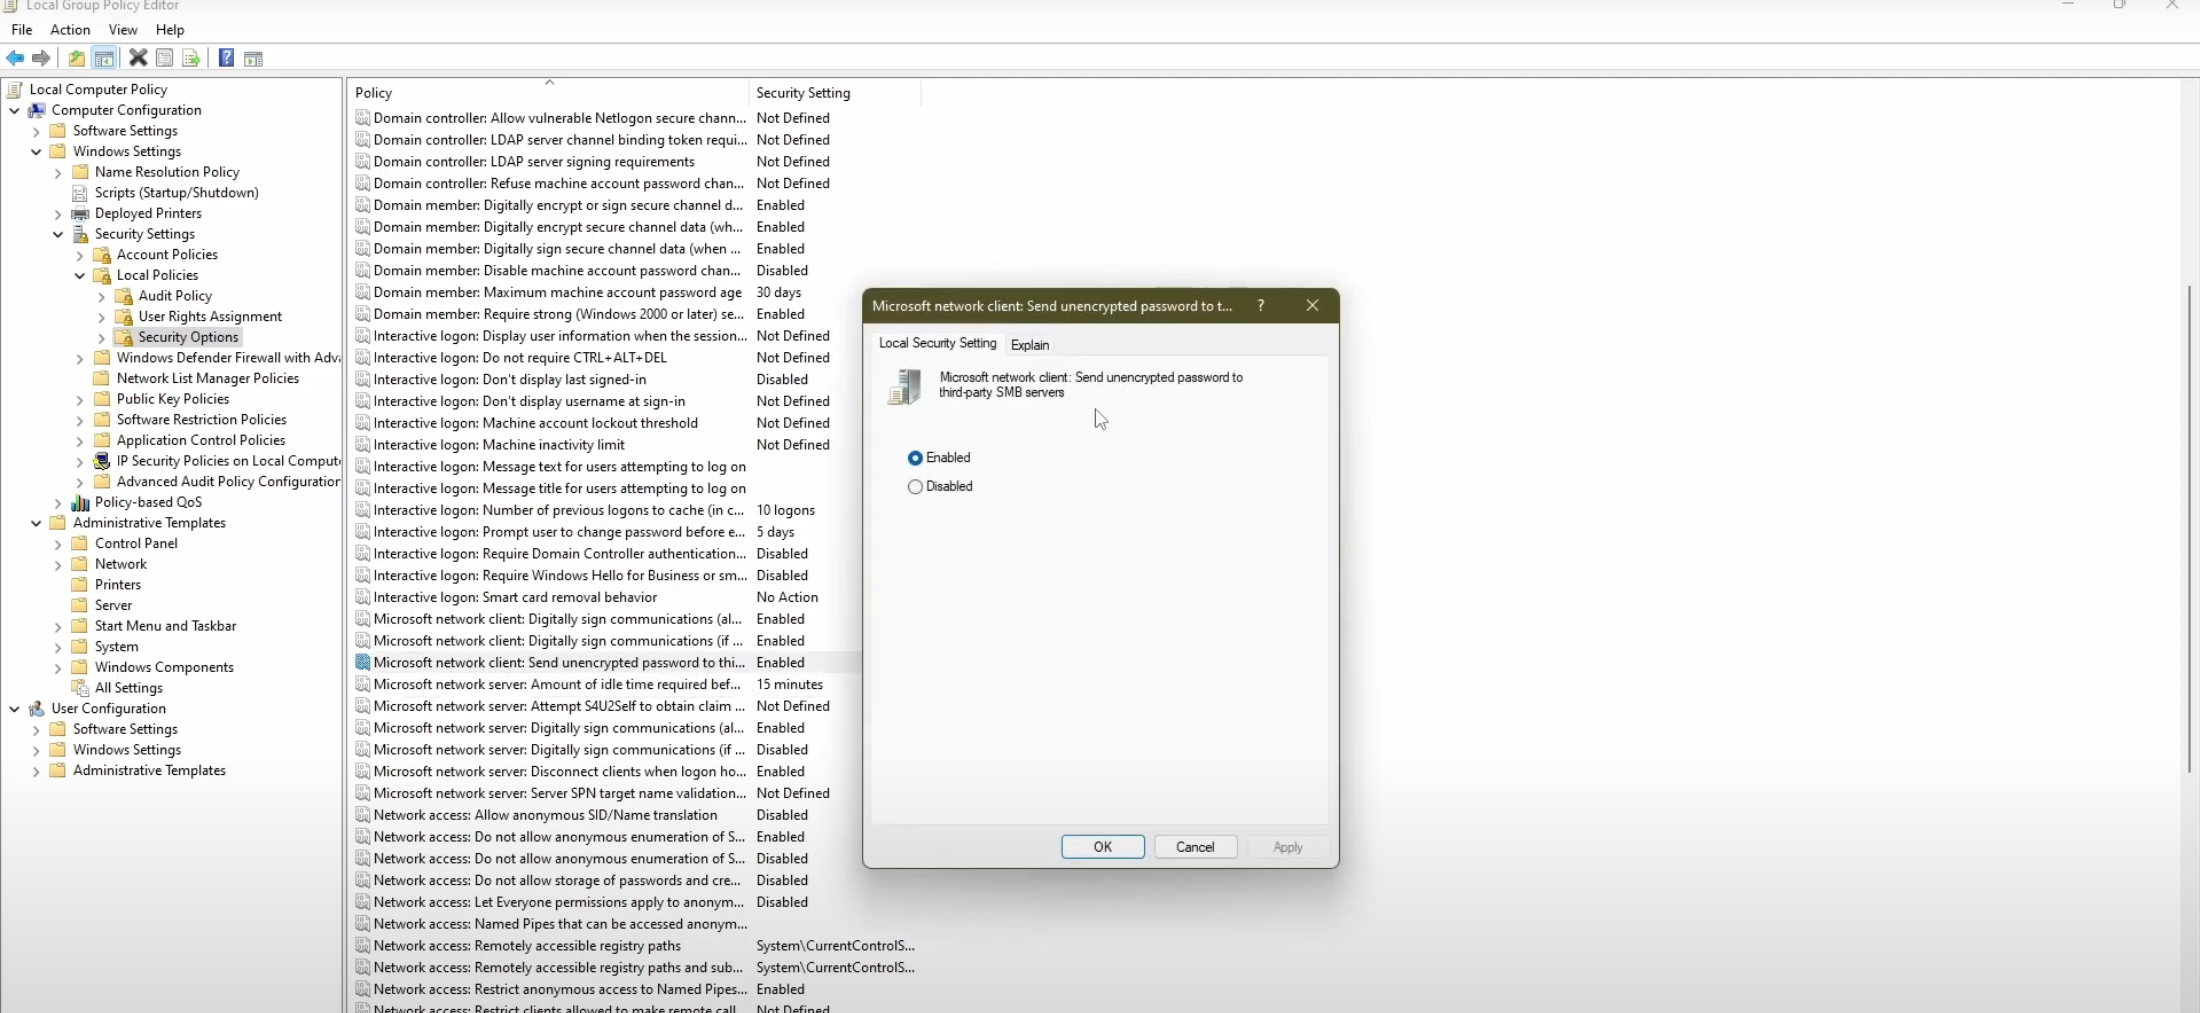 Local Group Policy Editor
File Action View Help
Local Computer Policy
Computer Configuration
Software Settings
Windows Settings
Name Resolution Policy
Scripts (Startup/Shutdown)
Deployed Printers
Security Settings
Account Policies
Local Policies
Audit Policy
User Rights Assignment
Security Options
Windows Defender Firewall with Adv
Network List Manager Policies
Public Key Policies
Software Restriction Policies
Application Control Policies
IP Security Policies on Local Comput
Advanced Audit Policy Configuration
Policy-based QoS
Administrative Templates
Control Panel
Network
Printers
Server
Start Menu and Taskbar
System
Windows Components
All Settings
User Configuration
Software Settings
Windows Settings
Administrative Templates
Policy Security Setting
Domain controller: Allow vulnerable Netlogon secure chann... Not Defined
Domain controller: LDAP server channel binding token requi... Not Defined
Domain controller: LDAP server signing requirements Not Defined
Domain controller: Refuse machine account password chan... Not Defined
Domain member: Digitally encrypt or sign secure channel d... Enabled
Domain member: Digitally encrypt secure channel data (wh... Enabled
Domain member: Digitally sign secure channel data (when ... Enabled
Domain member: Disable machine account password chan... Disabled
Domain member: Maximum machine account password age 30 days
Domain member: Require strong (Windows 2000 or later) se... Enabled
Interactive logon: Display user information when the session... Not Defined
Interactive logon: Do not require CTRL+ALT+DEL Not Defined
Interactive logon: Don't display last signed-in Disabled
Interactive logon: Don't display username at sign-in Not Defined
Interactive logon: Machine account lockout threshold Not Defined
Interactive logon: Machine inactivity limit Not Defined
Interactive logon: Message text for users attempting to log on
Interactive logon: Message title for users attempting to log on
Interactive logon: Number of previous logons to cache (in c... 10 logons
Interactive logon: Prompt user to change password before e... 5 days
Interactive logon: Require Domain Controller authentication... Disabled
Interactive logon: Require Windows Hello for Business or sm... Disabled
Interactive logon: Smart card removal behavior No Action
Microsoft network client: Digitally sign communications (al... Enabled
Microsoft network client: Digitally sign communications (if ... Enabled
Microsoft network client: Send unencrypted password to thi... Enabled
Microsoft network server: Amount of idle time required bef... 15 minutes
Microsoft network server: Attempt S4U2Self to obtain claim ... Not Defined
Microsoft network server: Digitally sign communications (al... Enabled
Microsoft network server: Digitally sign communications (if ... Disabled
Microsoft network server: Disconnect clients when logon ho... Enabled
Microsoft network server: Server SPN target name validation... Not Defined
Network access: Allow anonymous SID/Name translation Disabled
Network access: Do not allow anonymous enumeration of S... Enabled
Network access: Do not allow anonymous enumeration of S... Disabled
Network access: Do not allow storage of passwords and cre... Disabled
Network access: Let Everyone permissions apply to anonym... Disabled
Network access: Named Pipes that can be accessed anonym...
Network access: Remotely accessible registry paths System\CurrentControlS...
Network access: Remotely accessible registry paths and sub... System\CurrentControlS...
Network access: Restrict anonymous access to Named Pipes... Enabled
Network access: Restrict clients allowed to make remote call... Not Defined
Microsoft network client: Send unencrypted password to t... ?
Local Security Setting Explain
Microsoft network client: Send unencrypted password to
third-party SMB servers
Enabled
Disabled
OK Cancel Apply